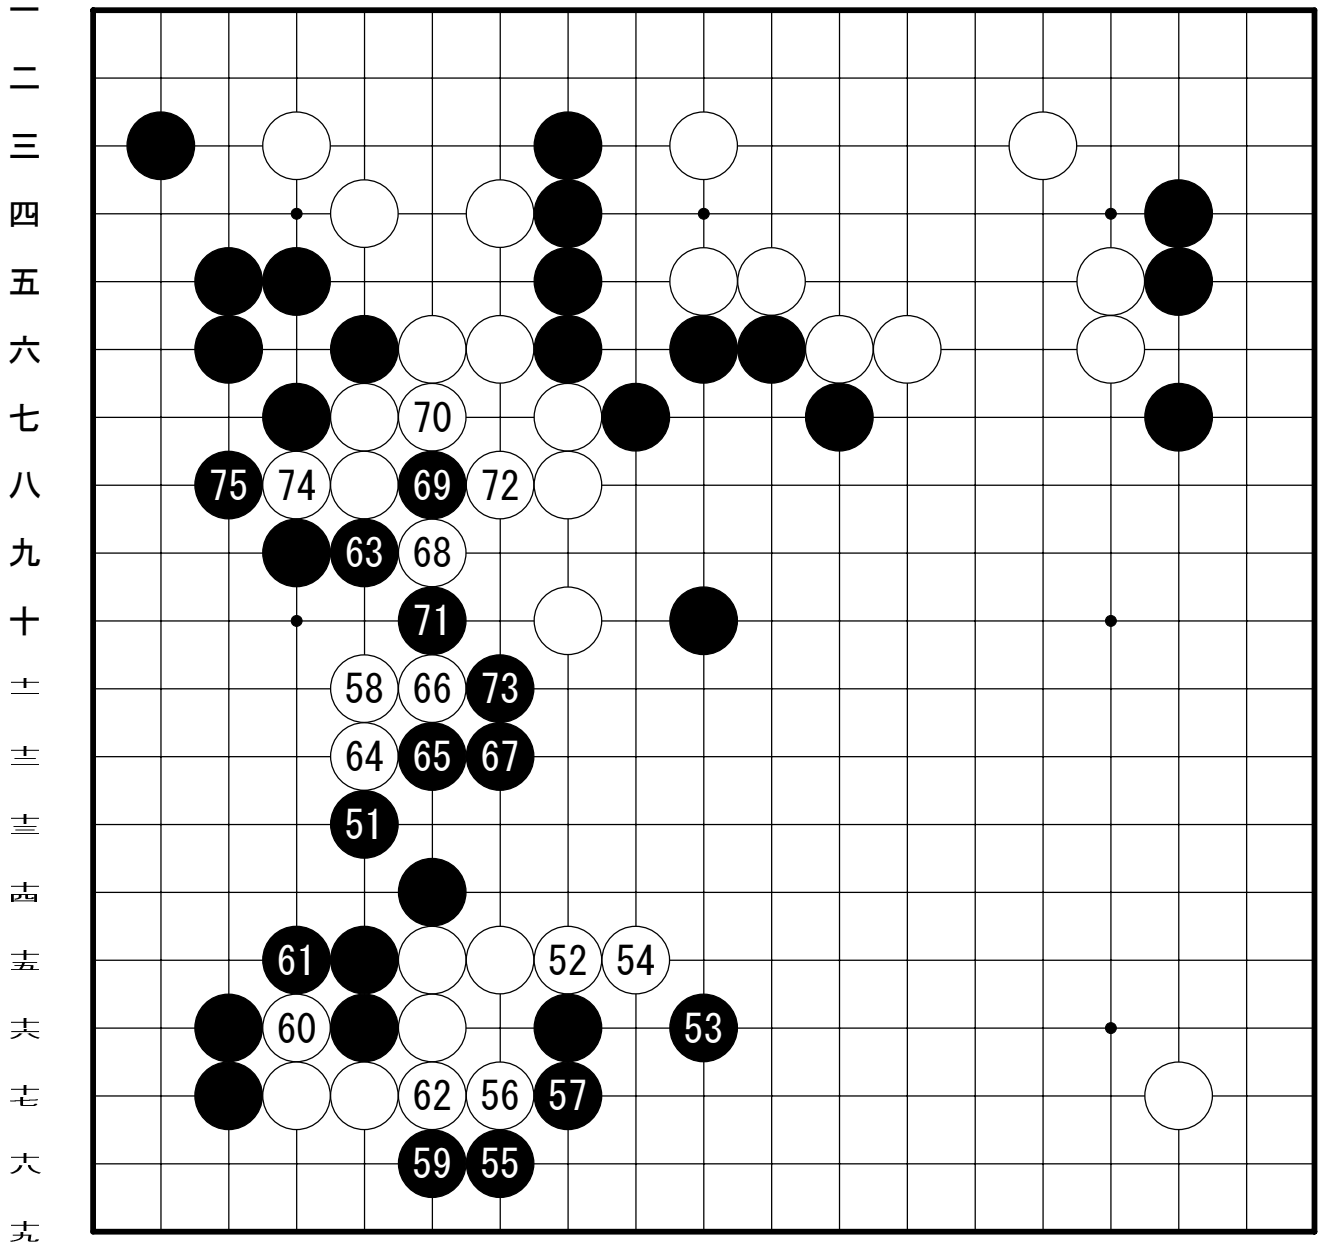 一
二
三
四
五
六
七 70
八 75 74 69 72
九 63 68
十 71
十一 58 66 73
十二 64 65 67
十三 51
十四
十五 61 52 54
十六 60 53
十七 62 56 57
十八 59 55
十九